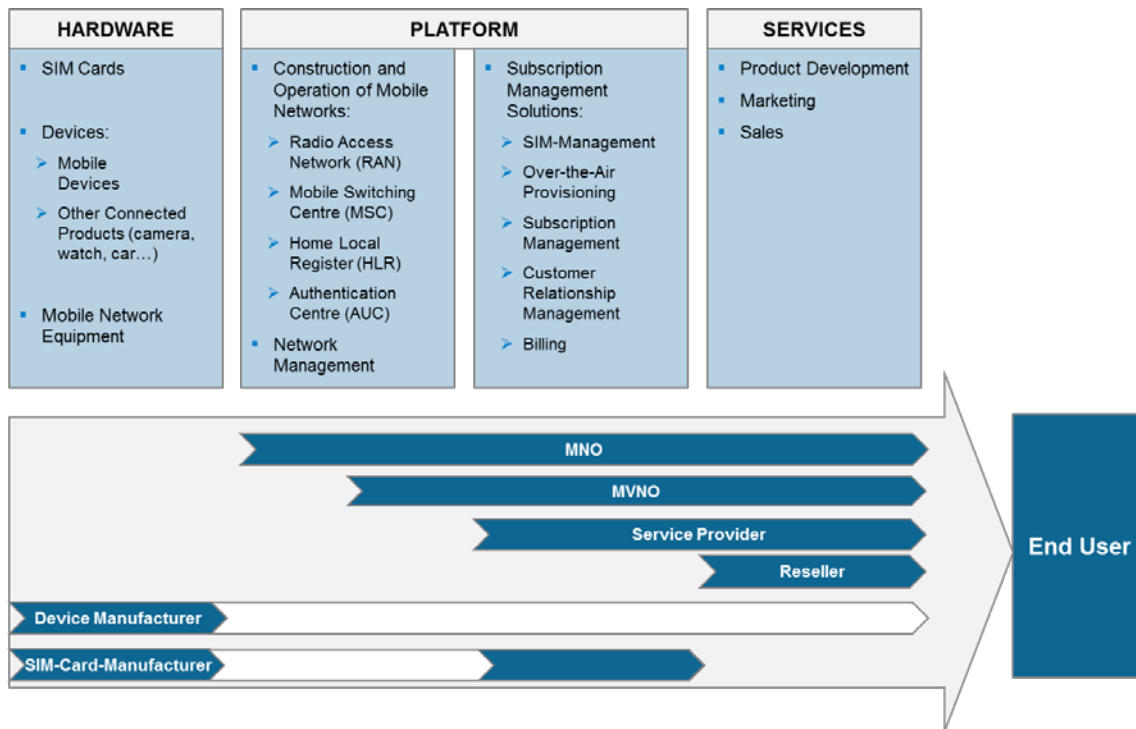 HARDWARE
SIM Cards
Devices:
Mobile
Devices
Other Connected
Products (camera,
watch, car…)
Mobile Network
Equipment
PLATFORM
Construction and
Operation of Mobile
Networks:
Radio Access
Network (RAN)
Mobile Switching
Centre (MSC)
Home Local
Register (HLR)
Authentication
Centre (AUC)
Network
Management
Subscription
Management
Solutions:
SIM-Management
Over-the-Air
Provisioning
Subscription
Management
Customer
Relationship
Management
Billing
SERVICES
Product Development
Marketing
Sales
MNO
MVNO
Service Provider
Reseller
Device Manufacturer
SIM-Card-Manufacturer
End User